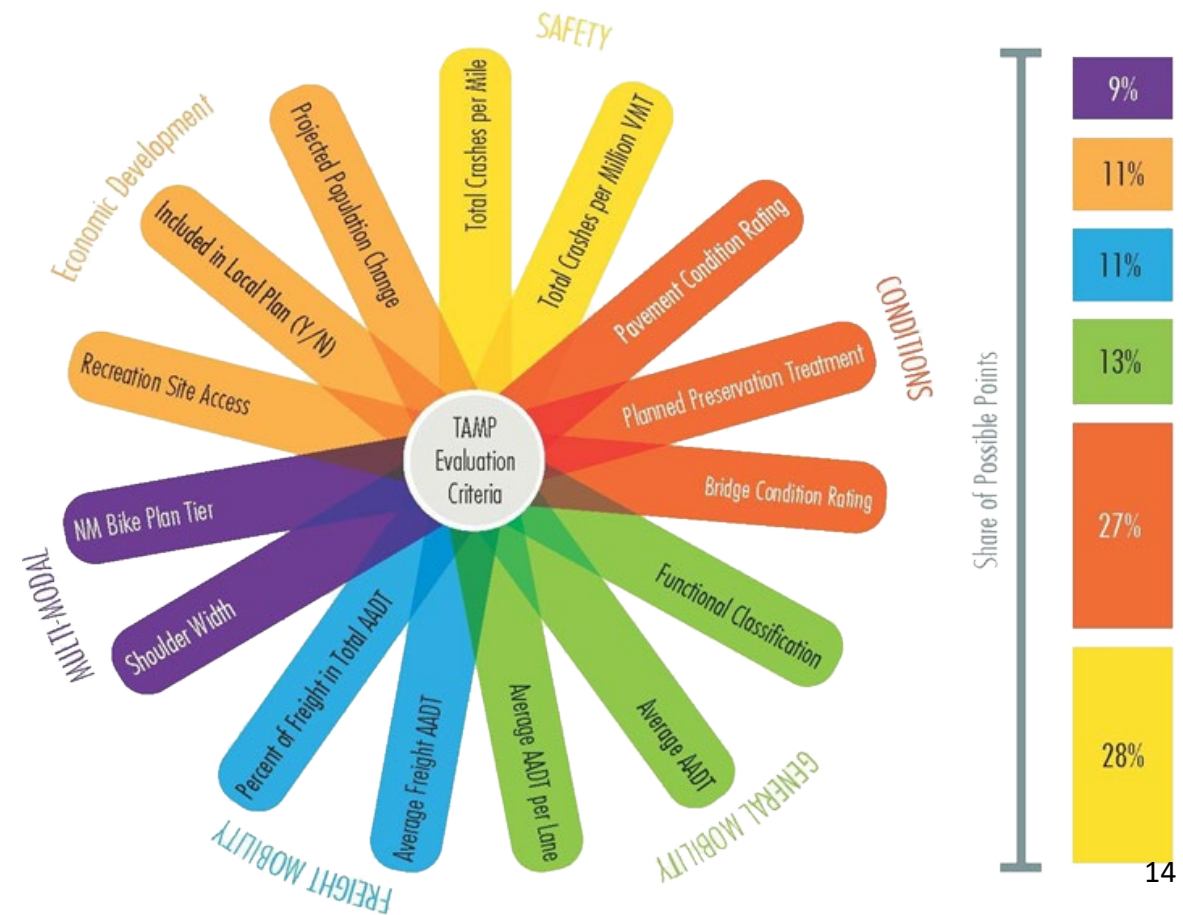 SAFETY
Total Crashes per Mile
Total Crashes per Million VMT
CONDITIONS
Pavement Condition Rating
Planned Preservation Treatment
Bridge Condition Rating
GENERAL MOBILITY
Functional Classification
Average AADT
Average AADT per Lane
FREIGHT MOBILITY
Average Freight AADT
Percent of Freight in Total AADT
MULTI-MODAL
Shoulder Width
NM Bike Plan Tier
Economic Development
Recreation Site Access
Included in Local Plan (Y/N)
Projected Population Change
TAMP
Evaluation
Criteria
Share of Possible Points
9%
11%
11%
13%
27%
28%
14